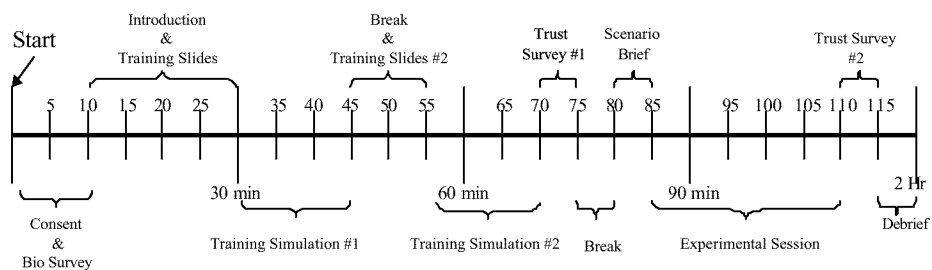 Start
Introduction
&
Training Slides
Break
&
Training Slides #2
Trust
Survey #1
Scenario
Brief
Trust Survey
#2
5 10 15 20 25 35 40 45 50 55 65 70 75 80 85 95 100 105 110 115
30 min 60 min 90 min 2 Hr
Consent
&
Bio Survey
Training Simulation #1
Training Simulation #2
Break
Experimental Session
Debrief